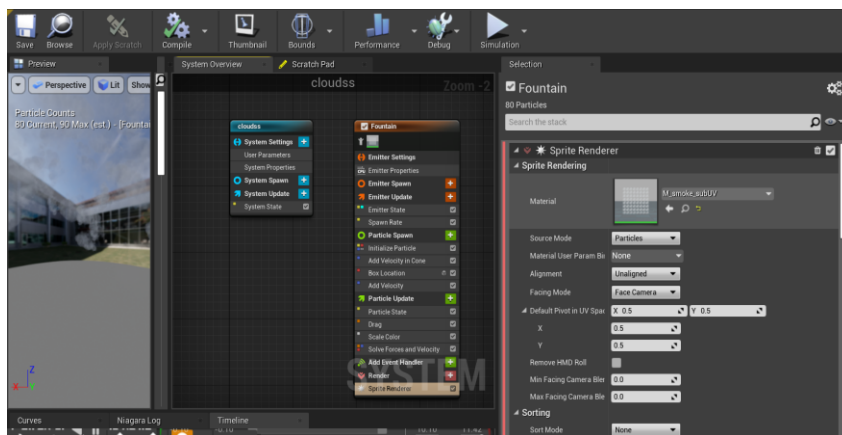 Save Browse Apply Scratch Compile Thumbnail Bounds Performance Debug Simulation
Preview
System Overview
Scratch Pad
Selection
Perspective
Lit
Show
Particle Counts
80 Current, 90 Max (est.) - [Fountai
cloudss
Zoom -2
cloudss
System Settings
User Parameters
System Properties
System Spawn
System Update
System State
Fountain
Emitter Settings
Emitter Properties
Emitter Spawn
Emitter Update
Emitter State
Spawn Rate
Particle Spawn
Initialize Particle
Add Velocity in Cone
Box Location
Add Velocity
Particle Update
Particle State
Drag
Scale Color
Solve Forces and Velocity
Add Event Handler
Render
Sprite Renderer
SYSTEM
Z
X
Y
Fountain
80 Particles
Search the stack
Sprite Renderer
Sprite Rendering
Material
M_smoke_subUV
Source Mode Particles
Material User Param Bi None
Alignment Unaligned
Facing Mode Face Camera
Default Pivot in UV Spac X 0.5 Y 0.5
X 0.5
Y 0.5
Remove HMD Roll
Min Facing Camera Ble 0.0
Max Facing Camera Ble 0.0
Sorting
Sort Mode None
Curves
Niagara Log
Timeline